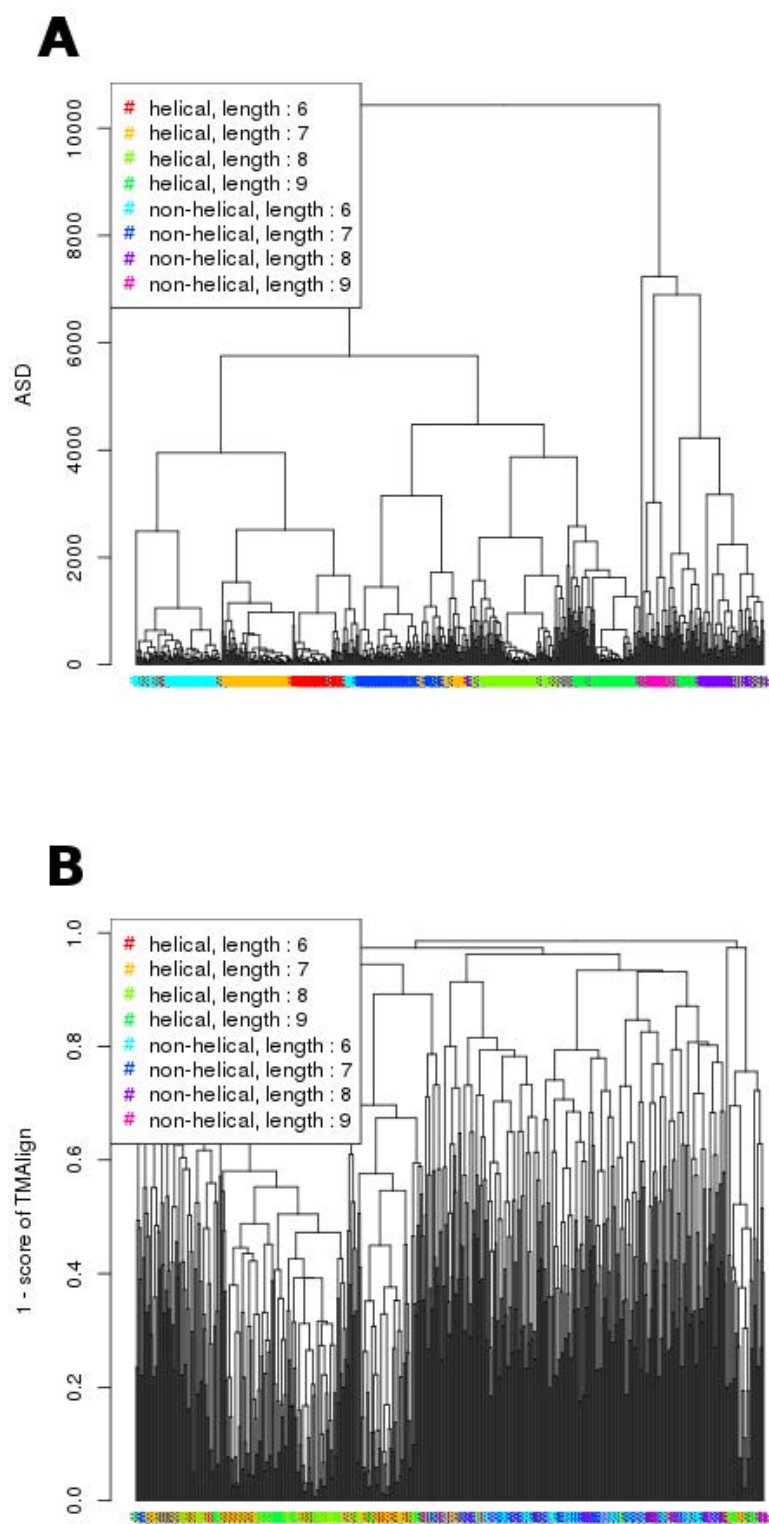 A
# helical, length : 6
# helical, length : 7
# helical, length : 8
# helical, length : 9
# non-helical, length : 6
# non-helical, length : 7
# non-helical, length : 8
# non-helical, length : 9
ASD
10000
8000
6000
4000
2000
0
B
# helical, length : 6
# helical, length : 7
# helical, length : 8
# helical, length : 9
# non-helical, length : 6
# non-helical, length : 7
# non-helical, length : 8
# non-helical, length : 9
1 - score of TMAlign
1.0
0.8
0.6
0.4
0.2
0.0